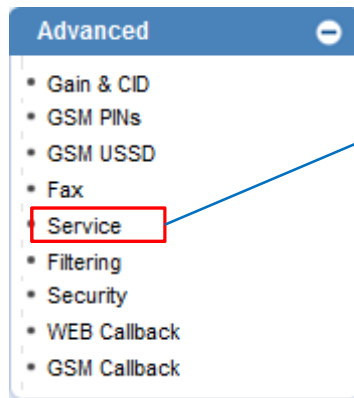 Advanced
Gain & CID
GSM PINs
GSM USSD
Fax
Service
Filtering
Security
WEB Callback
GSM Callback